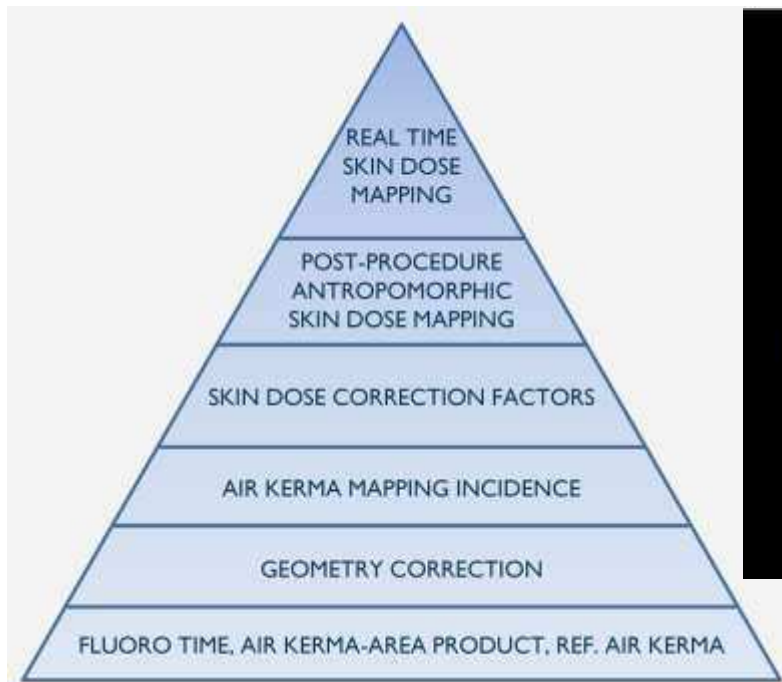 REAL TIME
SKIN DOSE
MAPPING
POST-PROCEDURE
ANTROPOMORPHIC
SKIN DOSE MAPPING
SKIN DOSE CORRECTION FACTORS
AIR KERMA MAPPING INCIDENCE
GEOMETRY CORRECTION
FLUORO TIME, AIR KERMA-AREA PRODUCT, REF. AIR KERMA